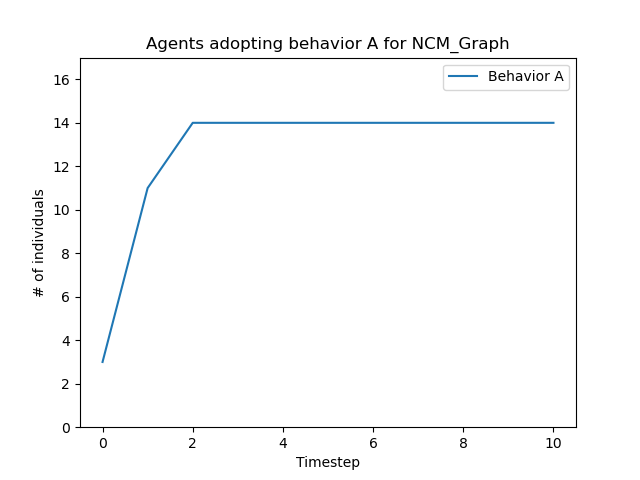 Agents adopting behavior A for NCM_Graph
Behavior A
# of individuals
16
14
12
10
8
6
4
2
0
0 2 4 6 8 10
Timestep